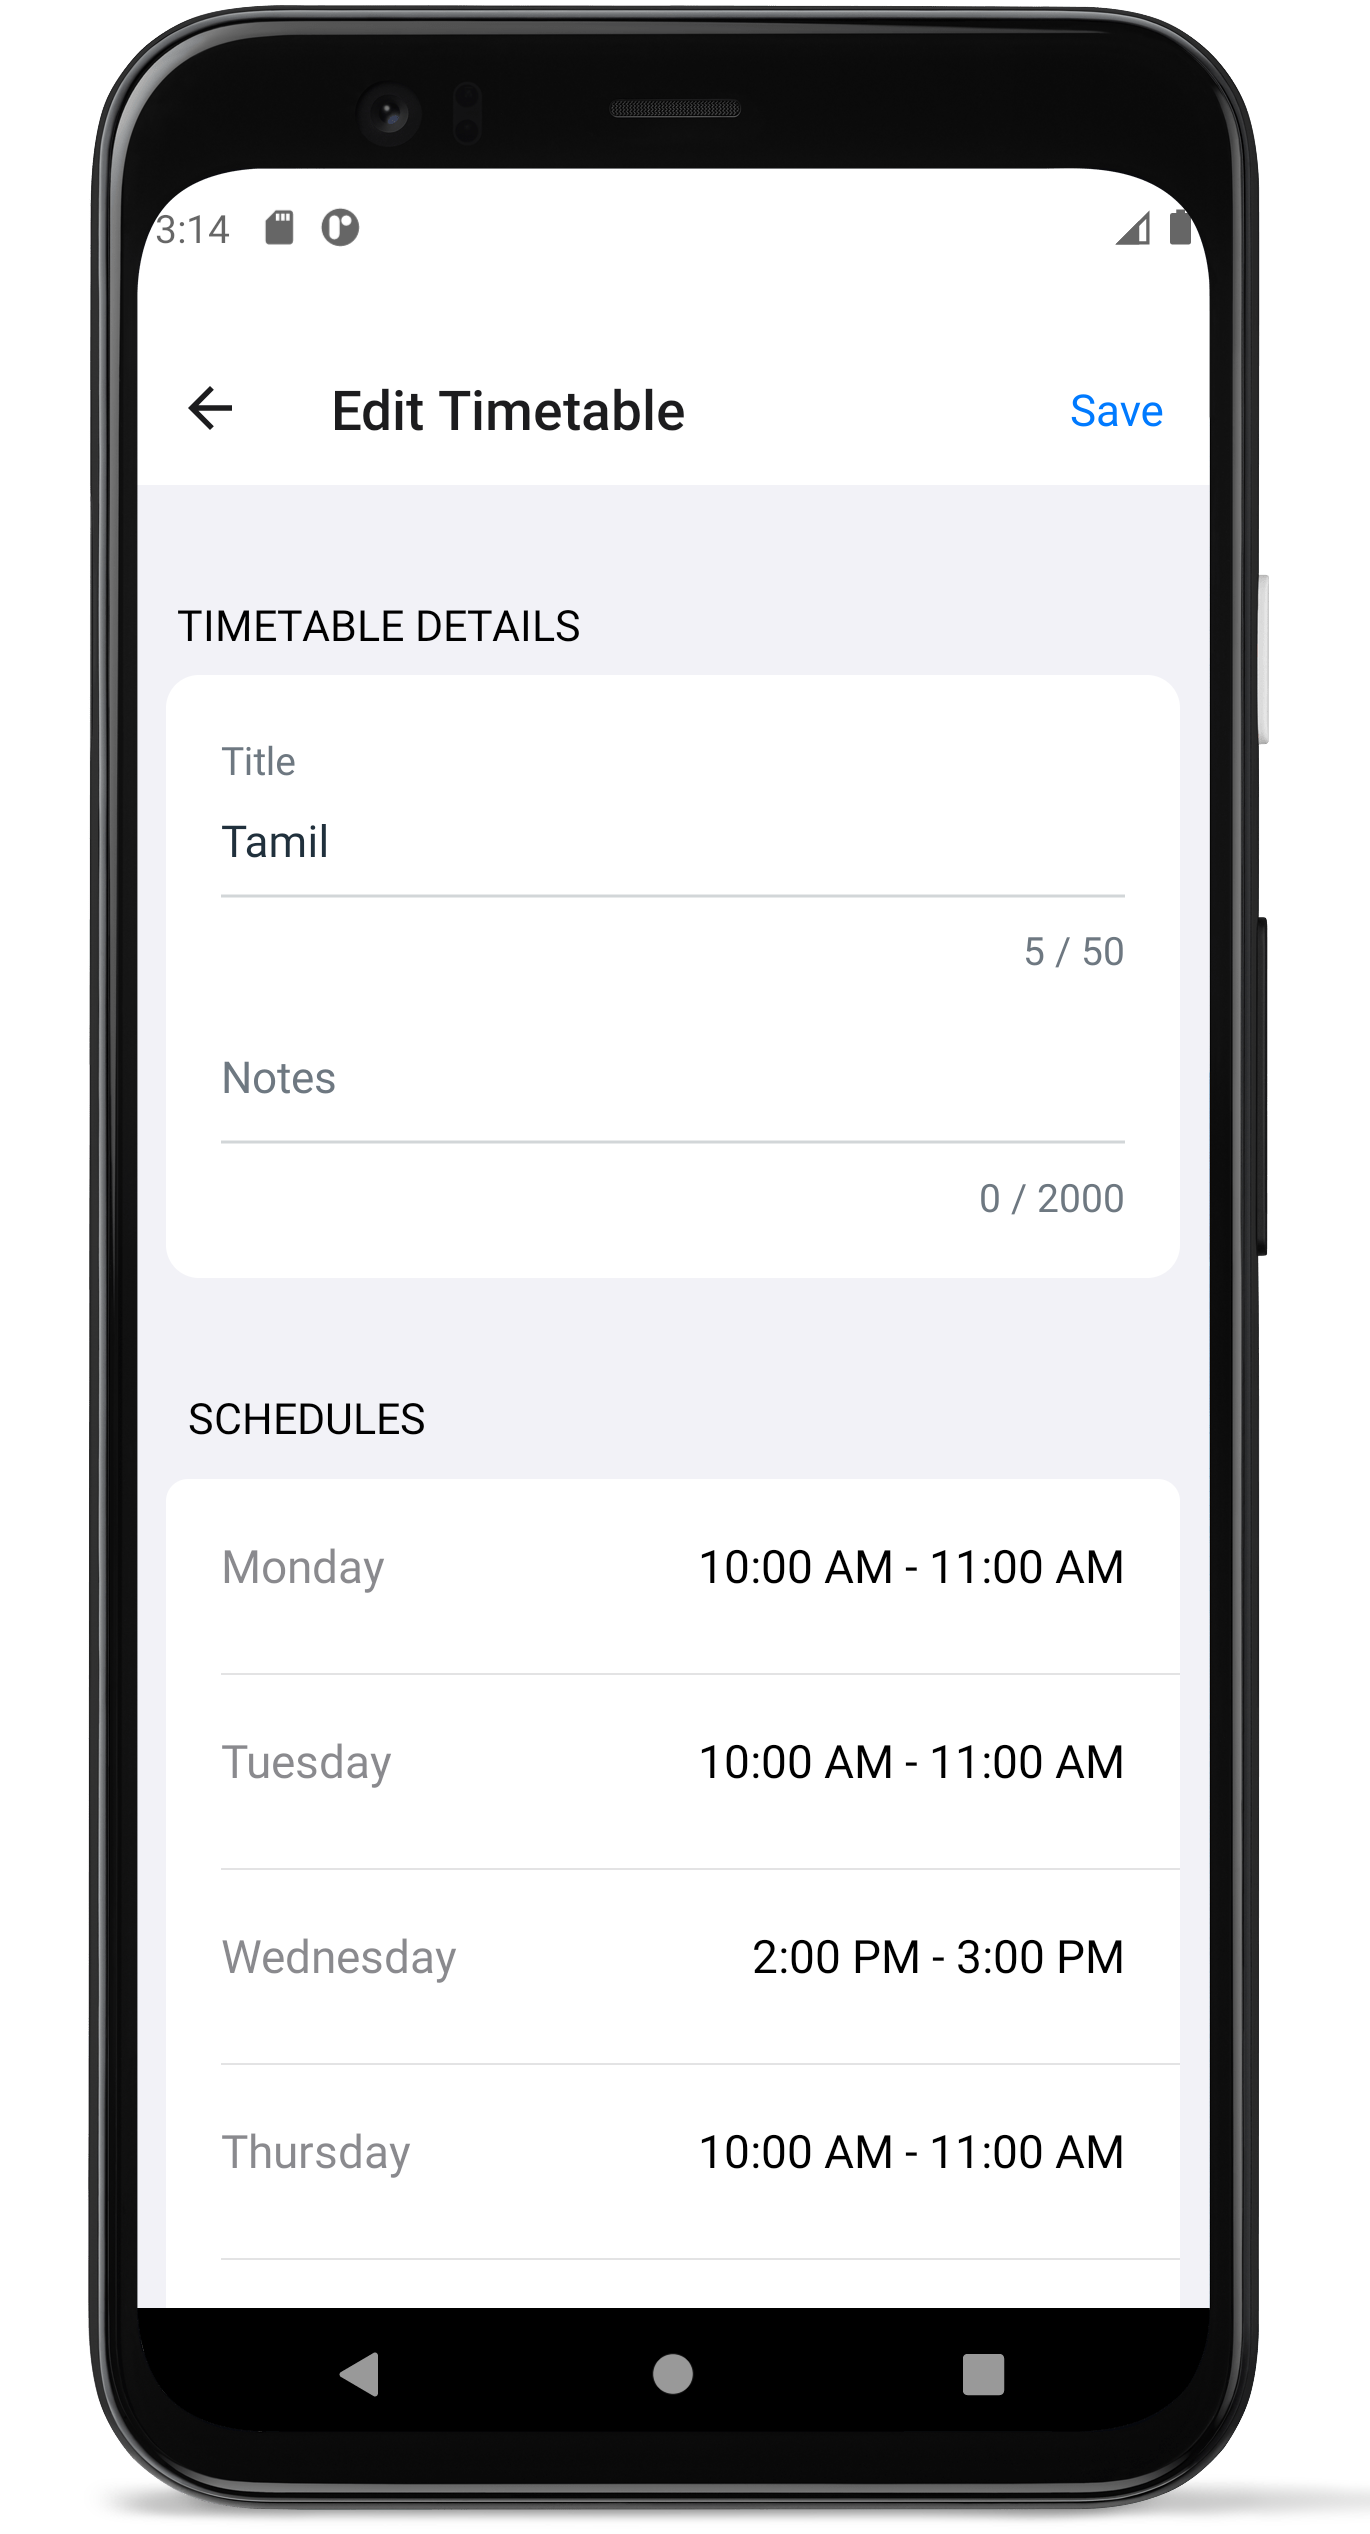 3:14
Edit Timetable
Save
TIMETABLE DETAILS
Title
Tamil
5 / 50
Notes
0 / 2000
SCHEDULES
Monday 10:00 AM - 11:00 AM
Tuesday 10:00 AM - 11:00 AM
Wednesday 2:00 PM - 3:00 PM
Thursday 10:00 AM - 11:00 AM